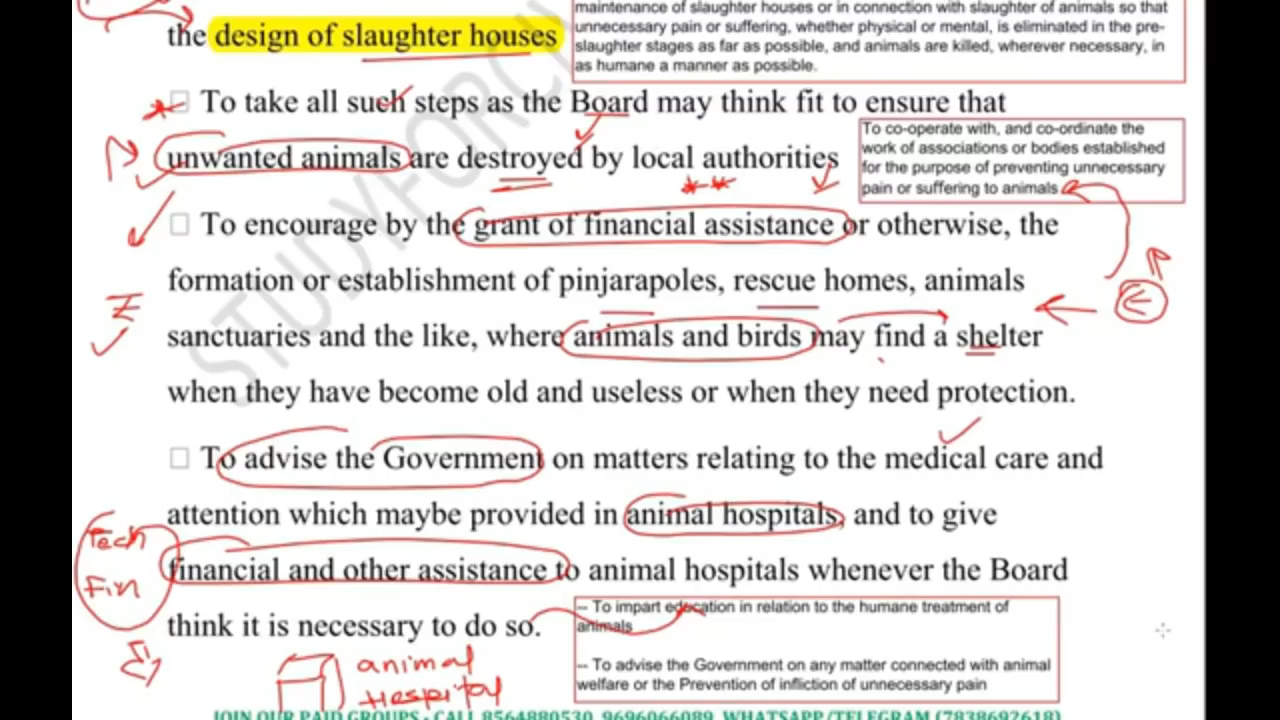 maintenance of slaughter houses or in connection with slaughter of animals so that
unnecessary pain or suffering, whether physical or mental, is eliminated in the pre-
slaughter stages as far as possible, and animals are killed, wherever necessary, in
as humane a manner as possible.
the design of slaughter houses
To take all such steps as the Board may think fit to ensure that
unwanted animals are destroyed by local authorities
To co-operate with, and co-ordinate the
work of associations or bodies established
for the purpose of preventing unnecessary
pain or suffering to animals
To encourage by the grant of financial assistance or otherwise, the
formation or establishment of pinjarapoles, rescue homes, animals
sanctuaries and the like, where animals and birds may find a shelter
when they have become old and useless or when they need protection.
To advise the Government on matters relating to the medical care and
attention which maybe provided in animal hospitals, and to give
Tech
financial and other assistance to animal hospitals whenever the Board
Fin
think it is necessary to do so.
-- To impart education in relation to the humane treatment of
animals
-- To advise the Government on any matter connected with animal
welfare or the Prevention of infliction of unnecessary pain
animal
Hospital
JOIN OUR PAID GROUPS - CALL 8564880530, 9696066089, WHATSAPP/TELEGRAM (7838692618)